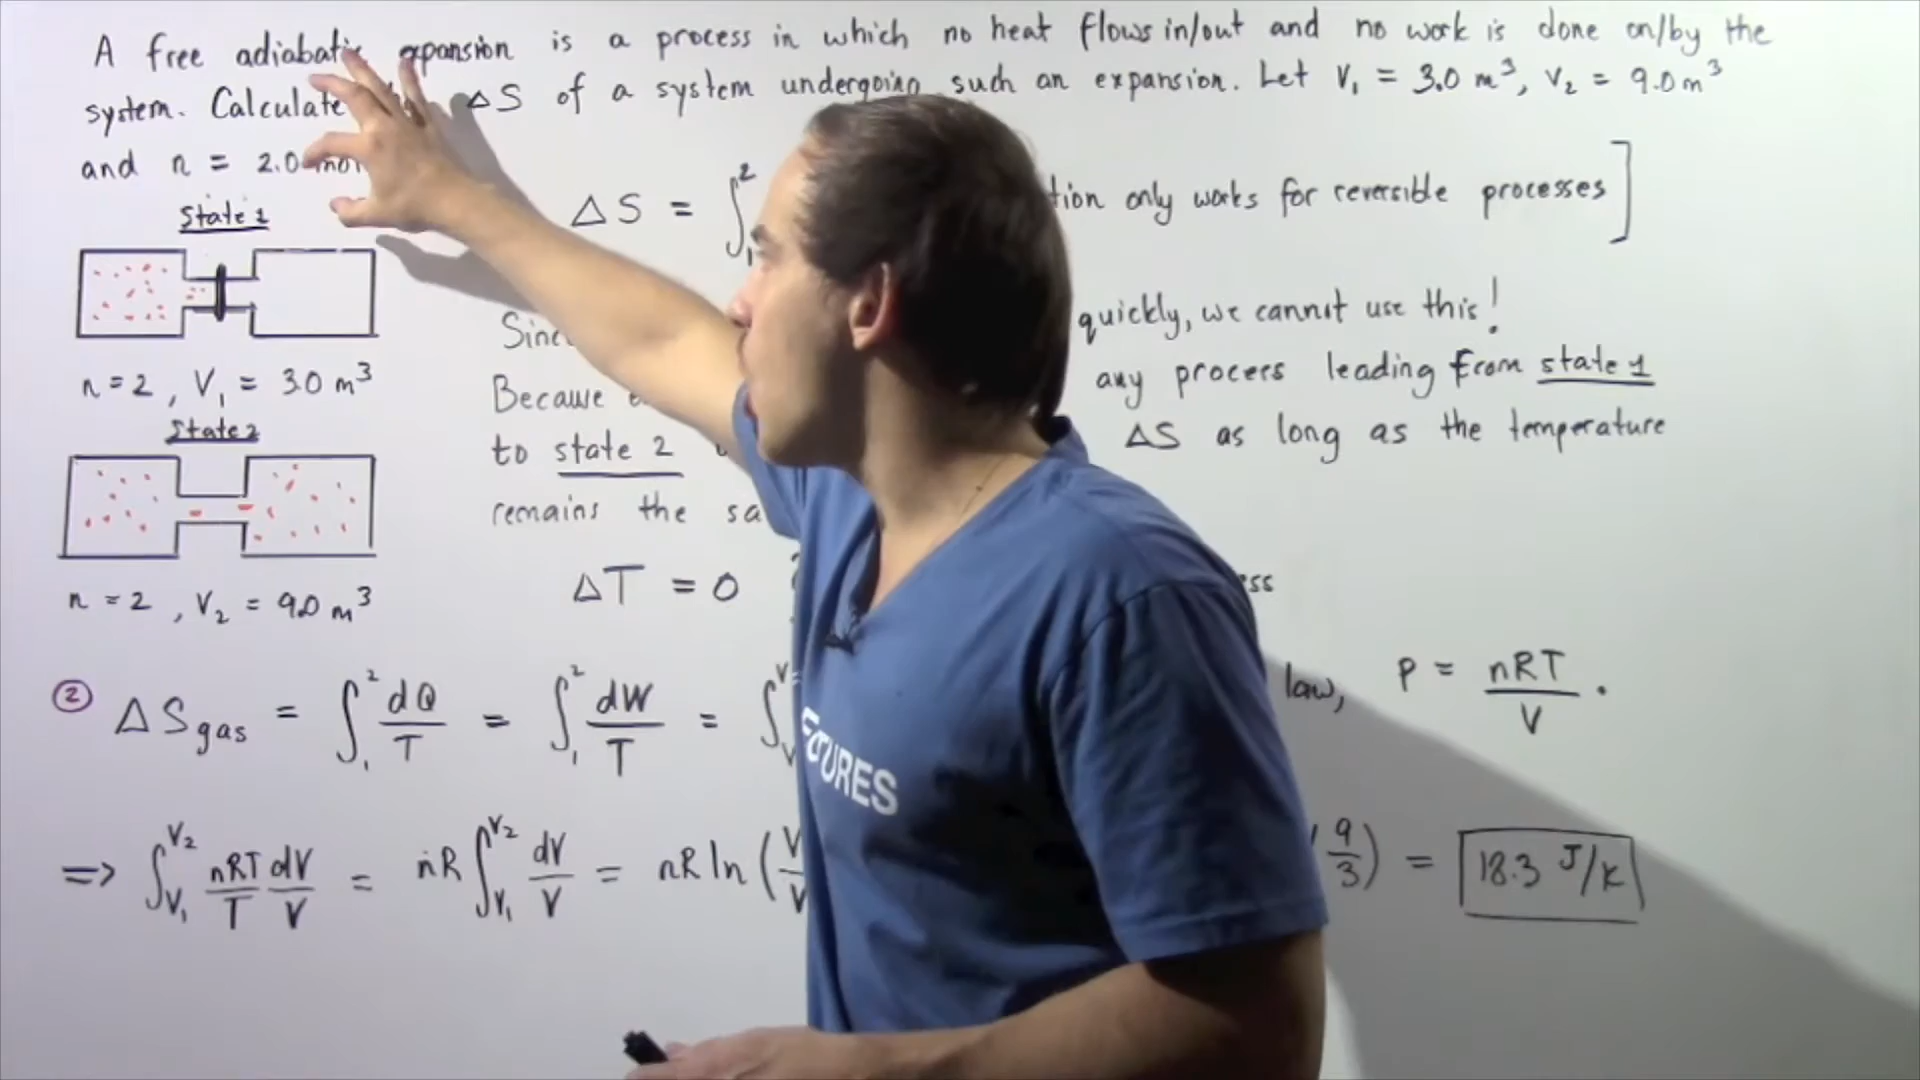 A free adiabatic expansion is a process in which no heat flows in/out and no work is done on/by the
system. Calculate ΔS of a system undergoing such an expansion. Let V₁ = 3.0 m³, V₂ = 9.0 m³
and n = 2.0 mol
State 1
n = 2 , V₁ = 3.0 m³
State 2
n = 2 , V₂ = 9.0 m³
ΔS = ∫₁² only works for reversible processes]
quickly, we cannot use this!
Because any process leading from state 1
to state 2 ΔS as long as the temperature
remains the
ΔT = 0
② ΔS gas = ∫₁² dQ/T = ∫₁² dW/T = ∫ law, P = nRT/V .
=> ∫V₁V₂ nRT/T dV/V = nR ∫V₁V₂ dV/V = nR ln (V/V (9/3) = 18.3 J/K
URES